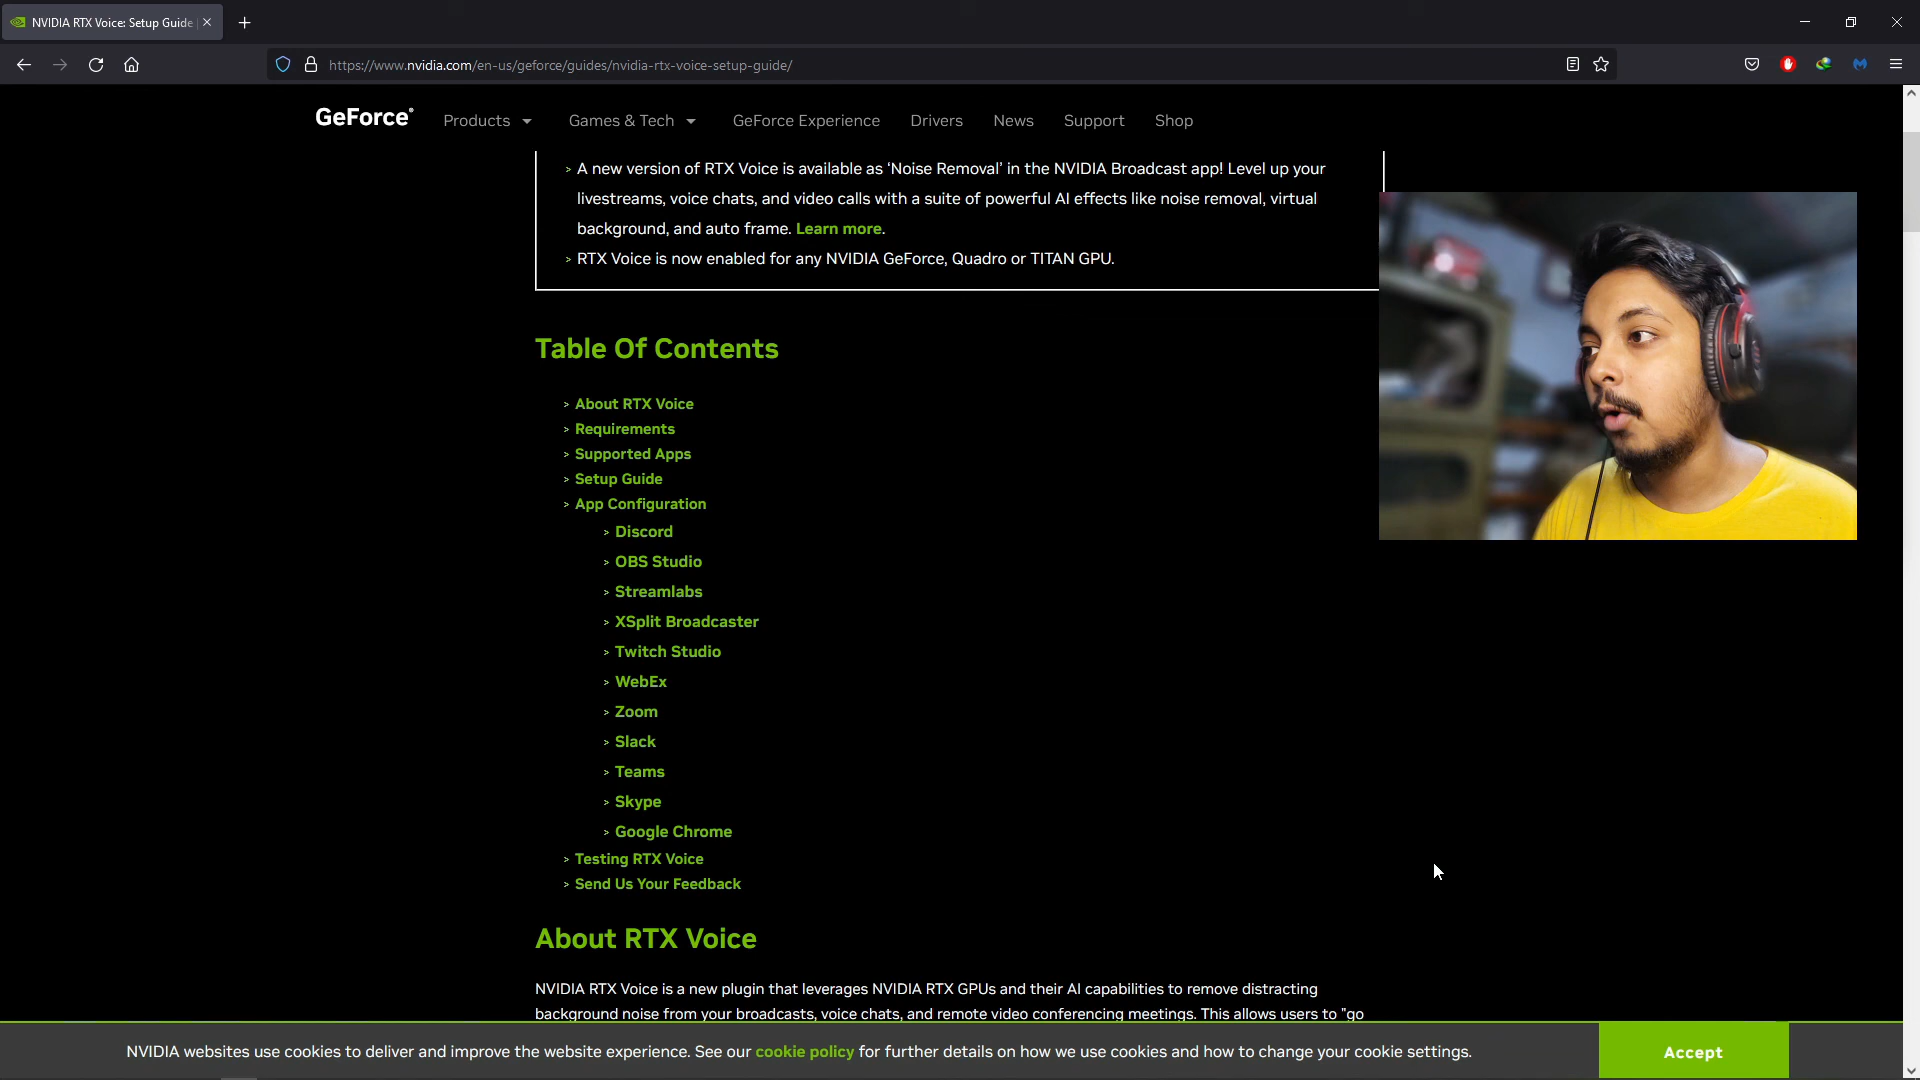 NVIDIA RTX Voice: Setup Guide
https://www.nvidia.com/en-us/geforce/guides/nvidia-rtx-voice-setup-guide/
GeForce®
Products
Games & Tech
GeForce Experience
Drivers
News
Support
Shop
> A new version of RTX Voice is available as ‘Noise Removal’ in the NVIDIA Broadcast app! Level up your
livestreams, voice chats, and video calls with a suite of powerful AI effects like noise removal, virtual
background, and auto frame. Learn more.
> RTX Voice is now enabled for any NVIDIA GeForce, Quadro or TITAN GPU.
Table Of Contents
> About RTX Voice
> Requirements
> Supported Apps
> Setup Guide
> App Configuration
> Discord
> OBS Studio
> Streamlabs
> XSplit Broadcaster
> Twitch Studio
> WebEx
> Zoom
> Slack
> Teams
> Skype
> Google Chrome
> Testing RTX Voice
> Send Us Your Feedback
About RTX Voice
NVIDIA RTX Voice is a new plugin that leverages NVIDIA RTX GPUs and their AI capabilities to remove distracting
background noise from your broadcasts, voice chats, and remote video conferencing meetings. This allows users to "go
NVIDIA websites use cookies to deliver and improve the website experience. See our cookie policy for further details on how we use cookies and how to change your cookie settings.
Accept